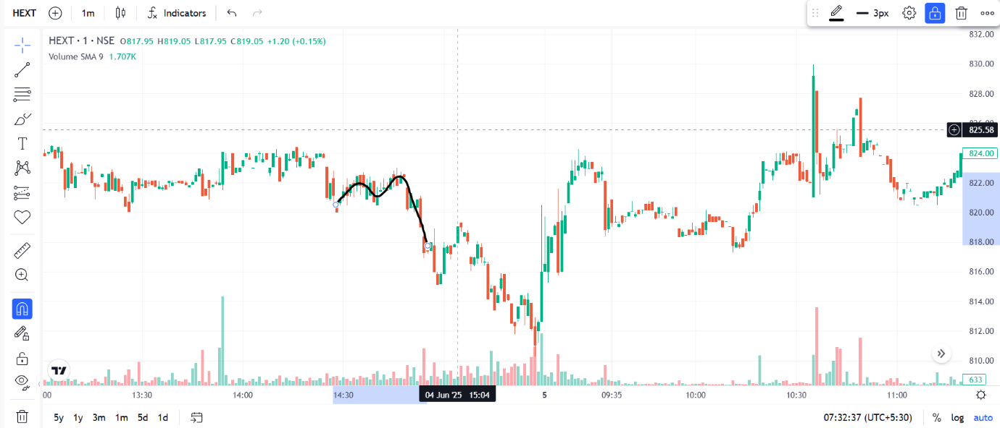 HEXT 1m Indicators 3px
HEXT · 1 · NSE O817.95 H819.05 L817.95 C819.05 +1.20 (+0.15%)
Volume SMA 9 1.707K
832.00
830.00
828.00
825.58
824.00
822.00
820.00
818.00
816.00
814.00
812.00
810.00
633
:00 13:30 14:00 14:30 04 Jun '25 15:04 5 09:35 10:00 10:30 11:00
5y 1y 3m 1m 5d 1d 07:32:37 (UTC+5:30) % log auto